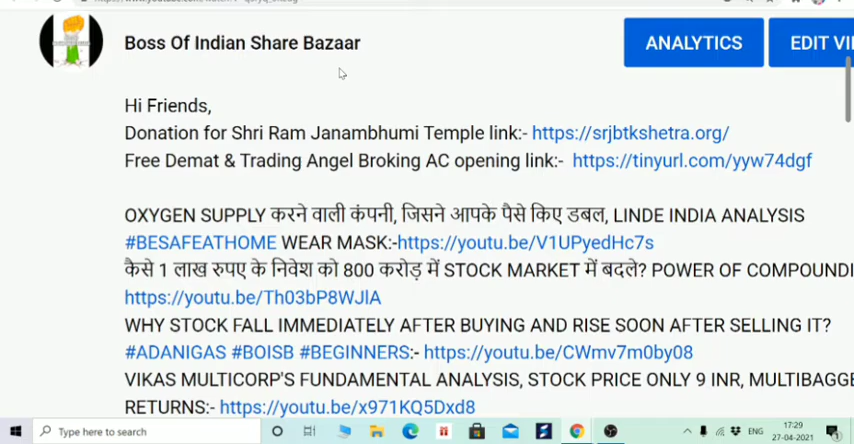 Boss Of Indian Share Bazaar
ANALYTICS
EDIT
Hi Friends,
Donation for Shri Ram Janambhumi Temple link:- https://srjbtkshetra.org/
Free Demat & Trading Angel Broking AC opening link:- https://tinyurl.com/yyw74dgf
OXYGEN SUPPLY करने वाली कंपनी, जिसने आपके पैसे किए डबल, LINDE INDIA ANALYSIS
#BESAFEATHOME WEAR MASK:-https://youtu.be/V1UPyedHc7s
कैसे 1 लाख रुपए के निवेश को 800 करोड़ में STOCK MARKET में बदले? POWER OF COMPOUNDI
https://youtu.be/Th03bP8WJlA
WHY STOCK FALL IMMEDIATELY AFTER BUYING AND RISE SOON AFTER SELLING IT?
#ADANIGAS #BOISB #BEGINNERS:- https://youtu.be/CWmv7m0by08
VIKAS MULTICORP'S FUNDAMENTAL ANALYSIS, STOCK PRICE ONLY 9 INR, MULTIBAGGE
RETURNS:- https://youtu.be/x971KQ5Dxd8
Type here to search
ENG
17:29
27-04-2021